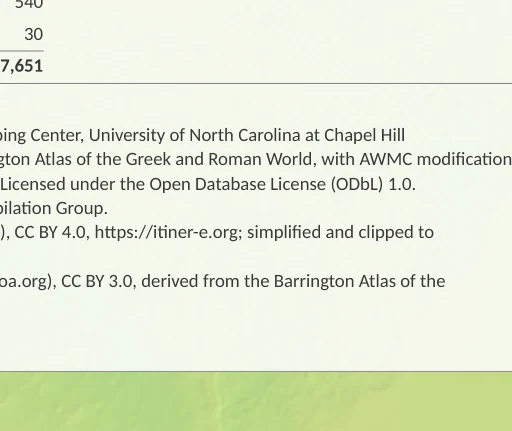 540
30
7,651
ing Center, University of North Carolina at Chapel Hill
gton Atlas of the Greek and Roman World, with AWMC modification
Licensed under the Open Database License (ODbL) 1.0.
ilation Group.
), CC BY 4.0, https://itiner-e.org; simplified and clipped to
oa.org), CC BY 3.0, derived from the Barrington Atlas of the